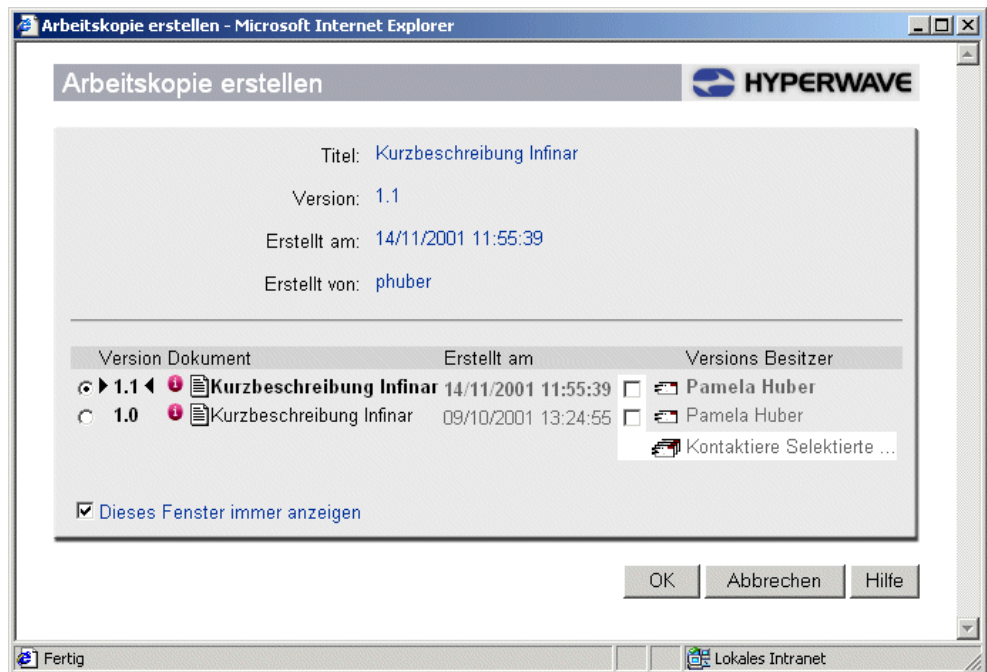 Arbeitskopie erstellen - Microsoft Internet Explorer
Arbeitskopie erstellen HYPERWAVE
Titel: Kurzbeschreibung Infinar
Version: 1.1
Erstellt am: 14/11/2001 11:55:39
Erstellt von: phuber
Version Dokument Erstellt am Versions Besitzer
1.1 Kurzbeschreibung Infinar 14/11/2001 11:55:39 Pamela Huber
1.0 Kurzbeschreibung Infinar 09/10/2001 13:24:55 Pamela Huber
Kontaktiere Selektierte ...
Dieses Fenster immer anzeigen
OK Abbrechen Hilfe
Fertig Lokales Intranet